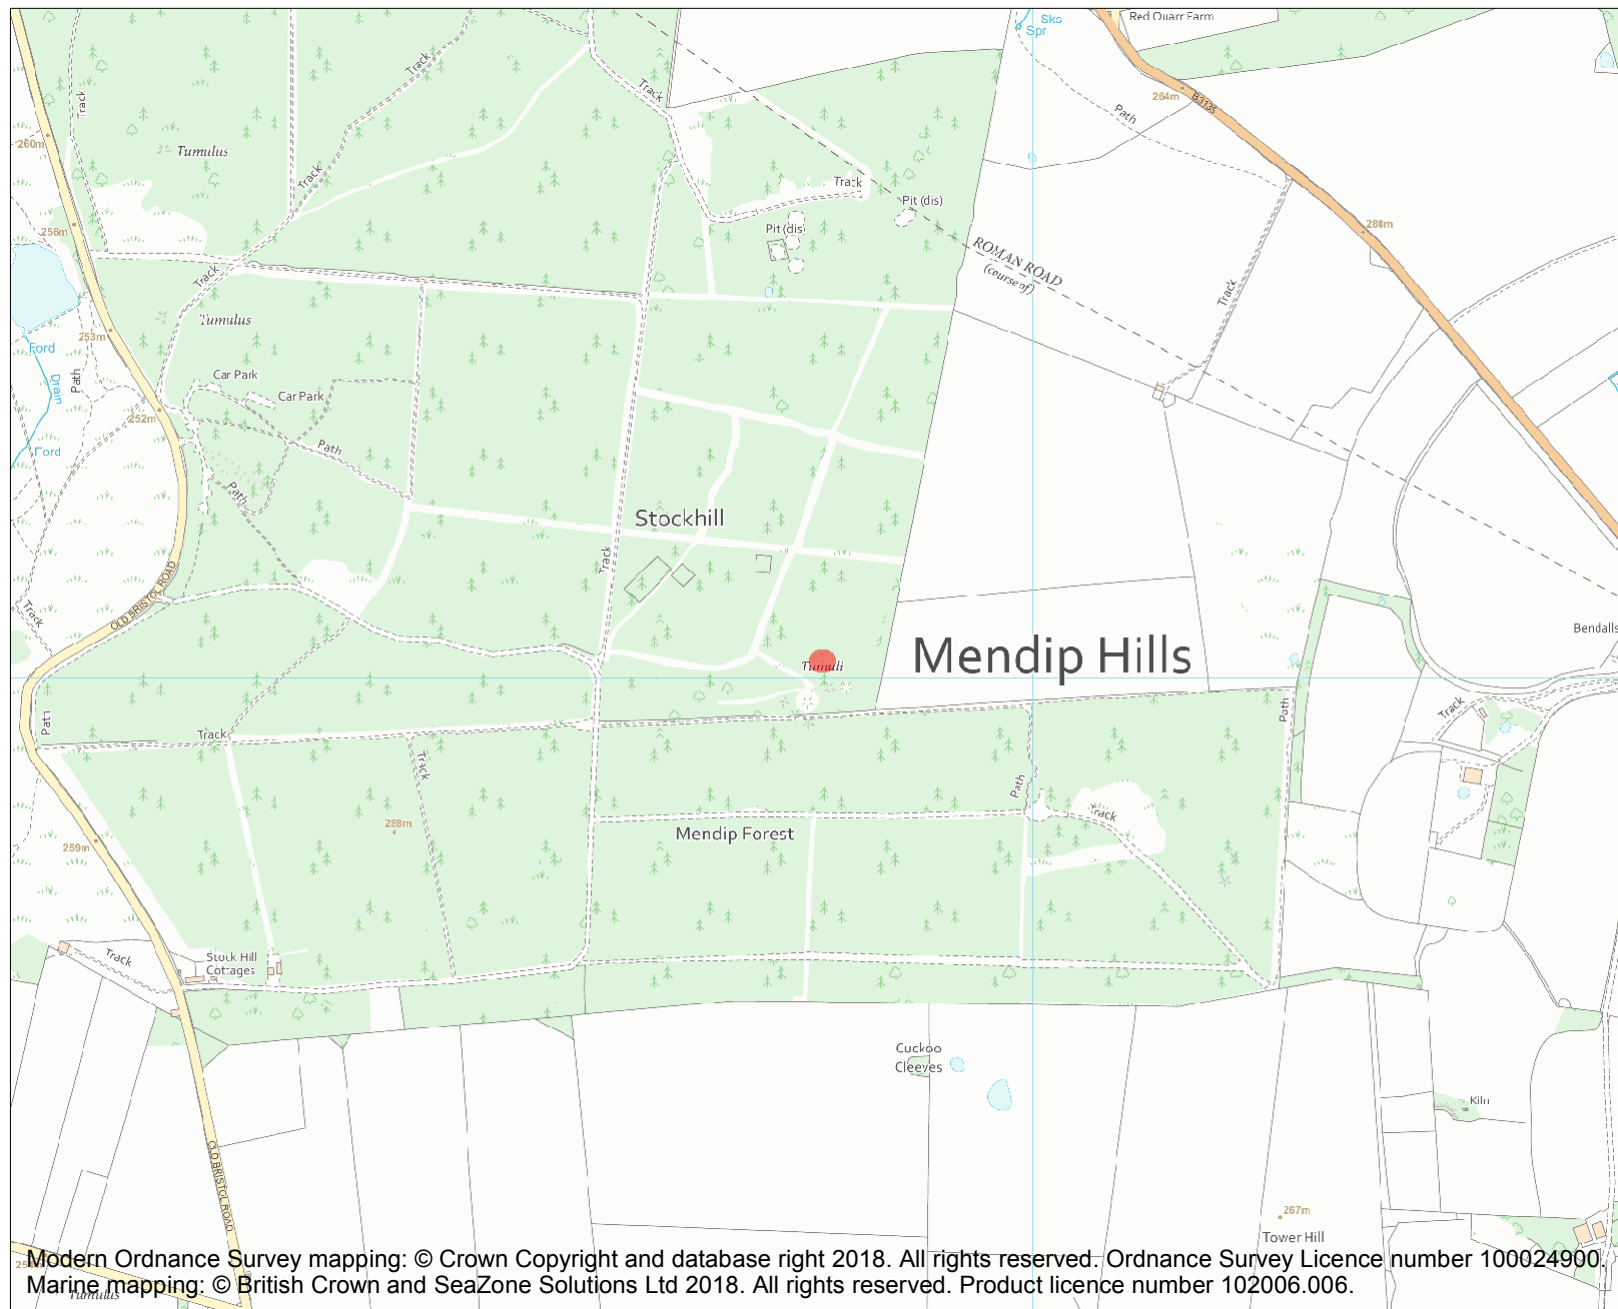 Sks
Spr
Red Quarr Farm
Track
Track
Track
264m
B3135
Path
260m
Tumulus
Track
Track
Pit (dis)
256m
Pit (dis)
280m
ROMAN ROAD
(course of)
Track
Track
Tumulus
253m
Ford
Drain
Path
Car Park
Car Park
252m
Ford
Path
Path
Stockhill
Track
OLD BRISTOL ROAD
Track
Bendalls
Mendip Hills
Tumuli
Path
Path
Track
Track
Track
Path
Track
288m
Mendip Forest
259m
Track
Stock Hill
Cottages
Cuckoo
Cleeves
Kiln
OLD BRISTOL ROAD
267m
Tower Hill
Modern Ordnance Survey mapping: © Crown Copyright and database right 2018. All rights reserved. Ordnance Survey Licence number 100024900.
Marine mapping: © British Crown and SeaZone Solutions Ltd 2018. All rights reserved. Product licence number 102006.006.
Tumulus